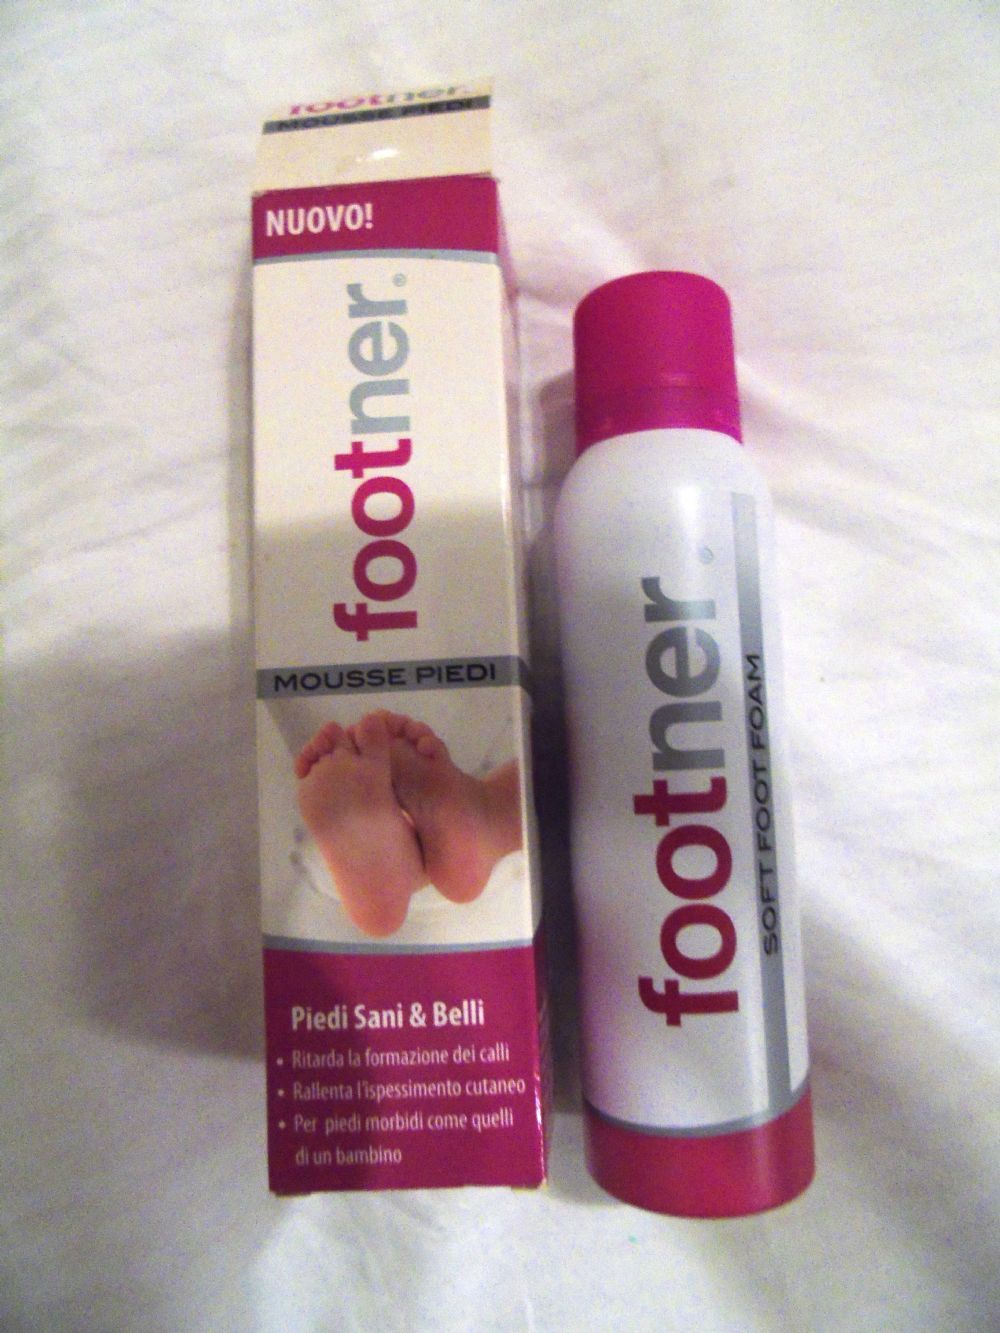 footner.
MOUSSE PIEDI
NUOVO!
footner®
MOUSSE PIEDI
Piedi Sani & Belli
• Ritarda la formazione dei calli
• Rallenta l'ispessimento cutaneo
• Per piedi morbidi come quelli
di un bambino
footner®
SOFT FOOT FOAM